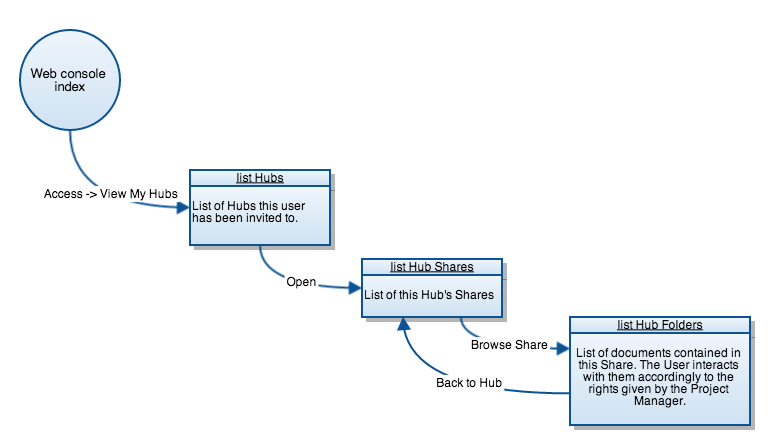 Web console
index
Access -> View My Hubs
list Hubs
List of Hubs this user
has been invited to.
Open
list Hub Shares
List of this Hub's Shares
Browse Share
Back to Hub
list Hub Folders
List of documents contained in
this Share. The User interacts
with them accordingly to the
rights given by the Project
Manager.